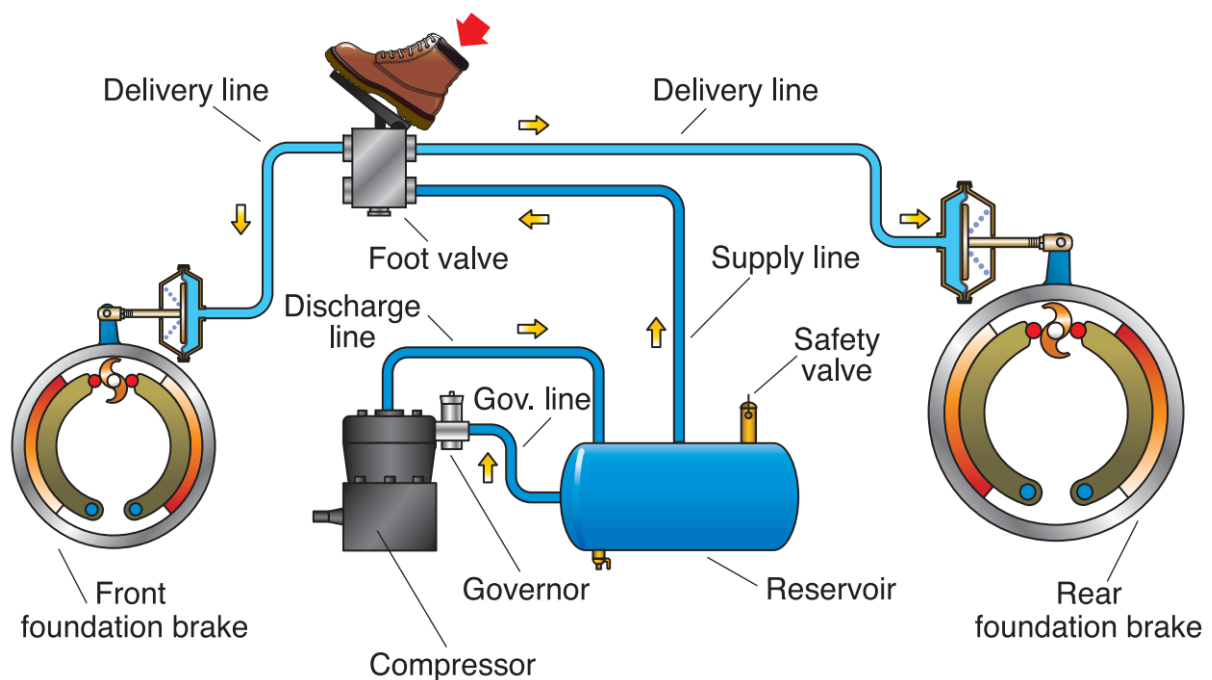 Delivery line
Delivery line
Foot valve
Supply line
Discharge
line
Safety
valve
Gov. line
Front
foundation brake
Governor
Reservoir
Rear
foundation brake
Compressor